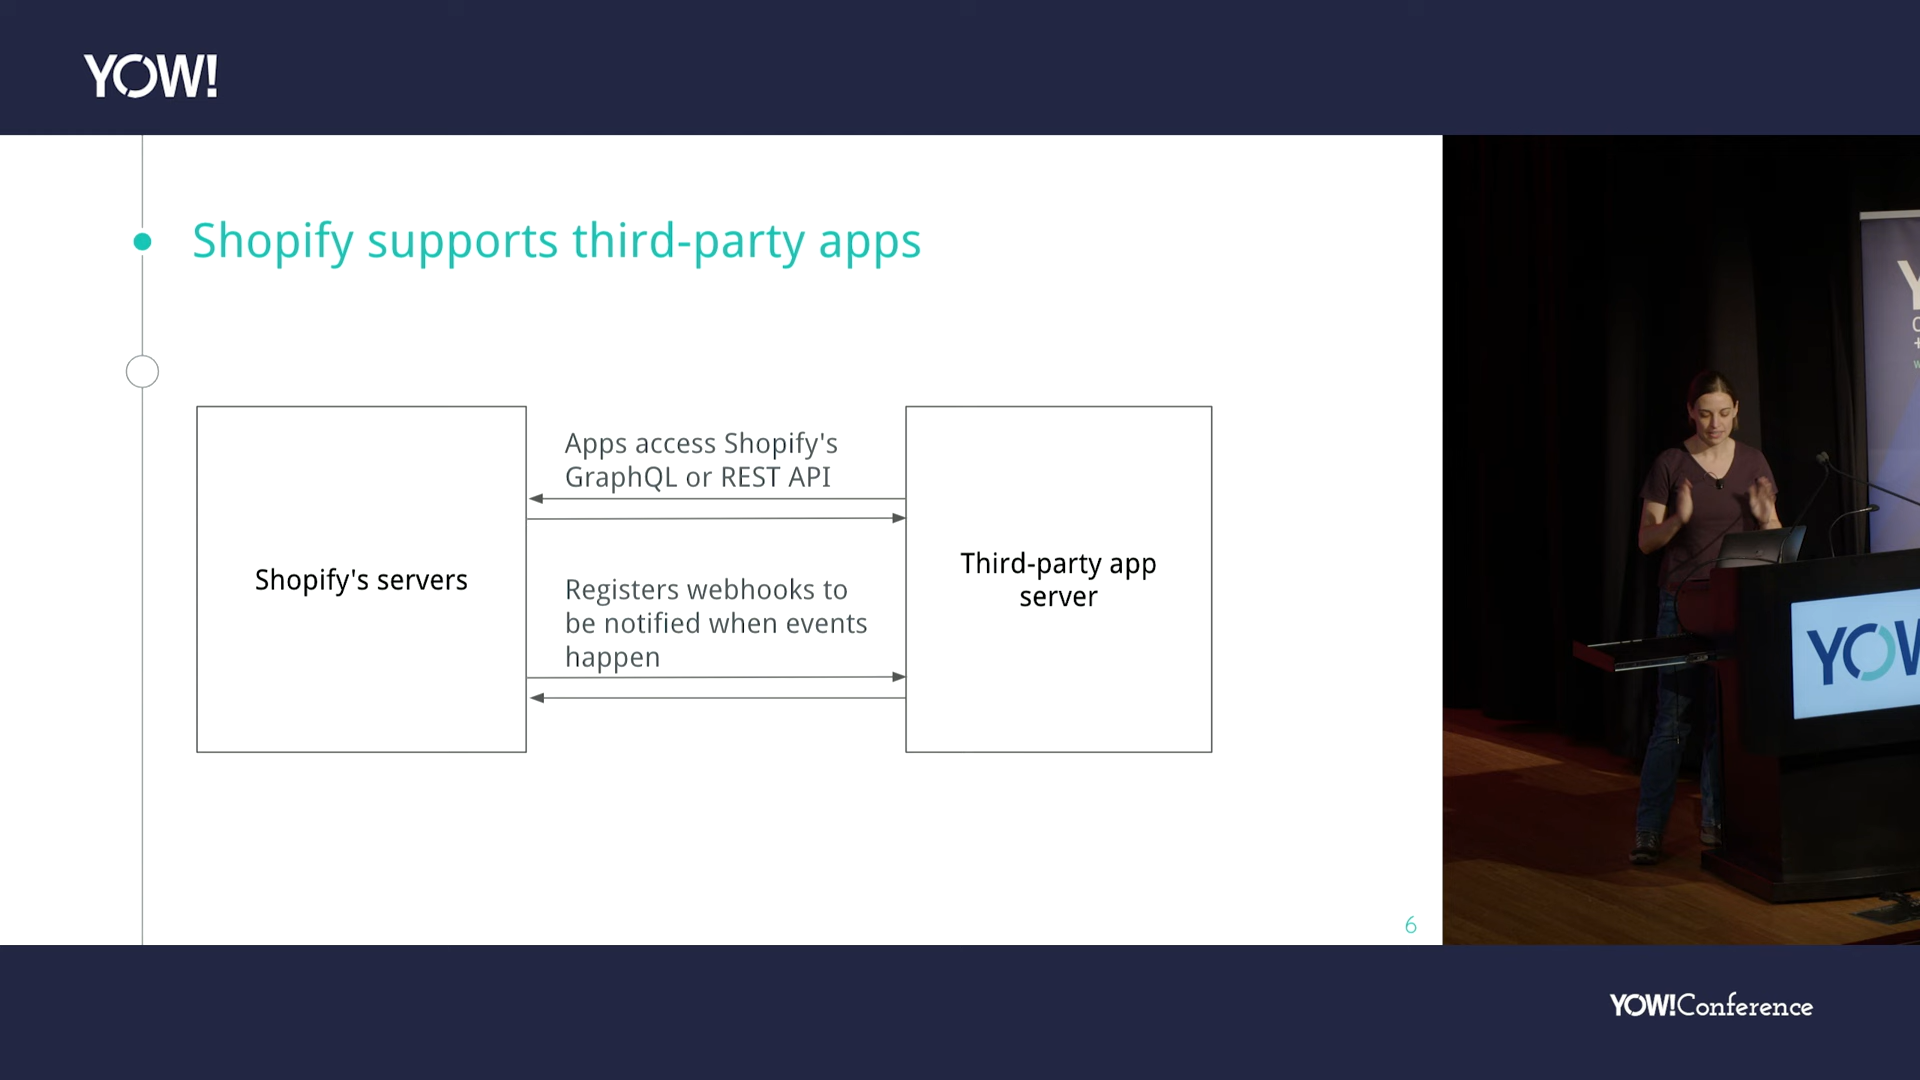 YOW!
Shopify supports third-party apps
Apps access Shopify's
GraphQL or REST API
Shopify's servers
Registers webhooks to
be notified when events
happen
Third-party app
server
6
YOW
YOW!Conference